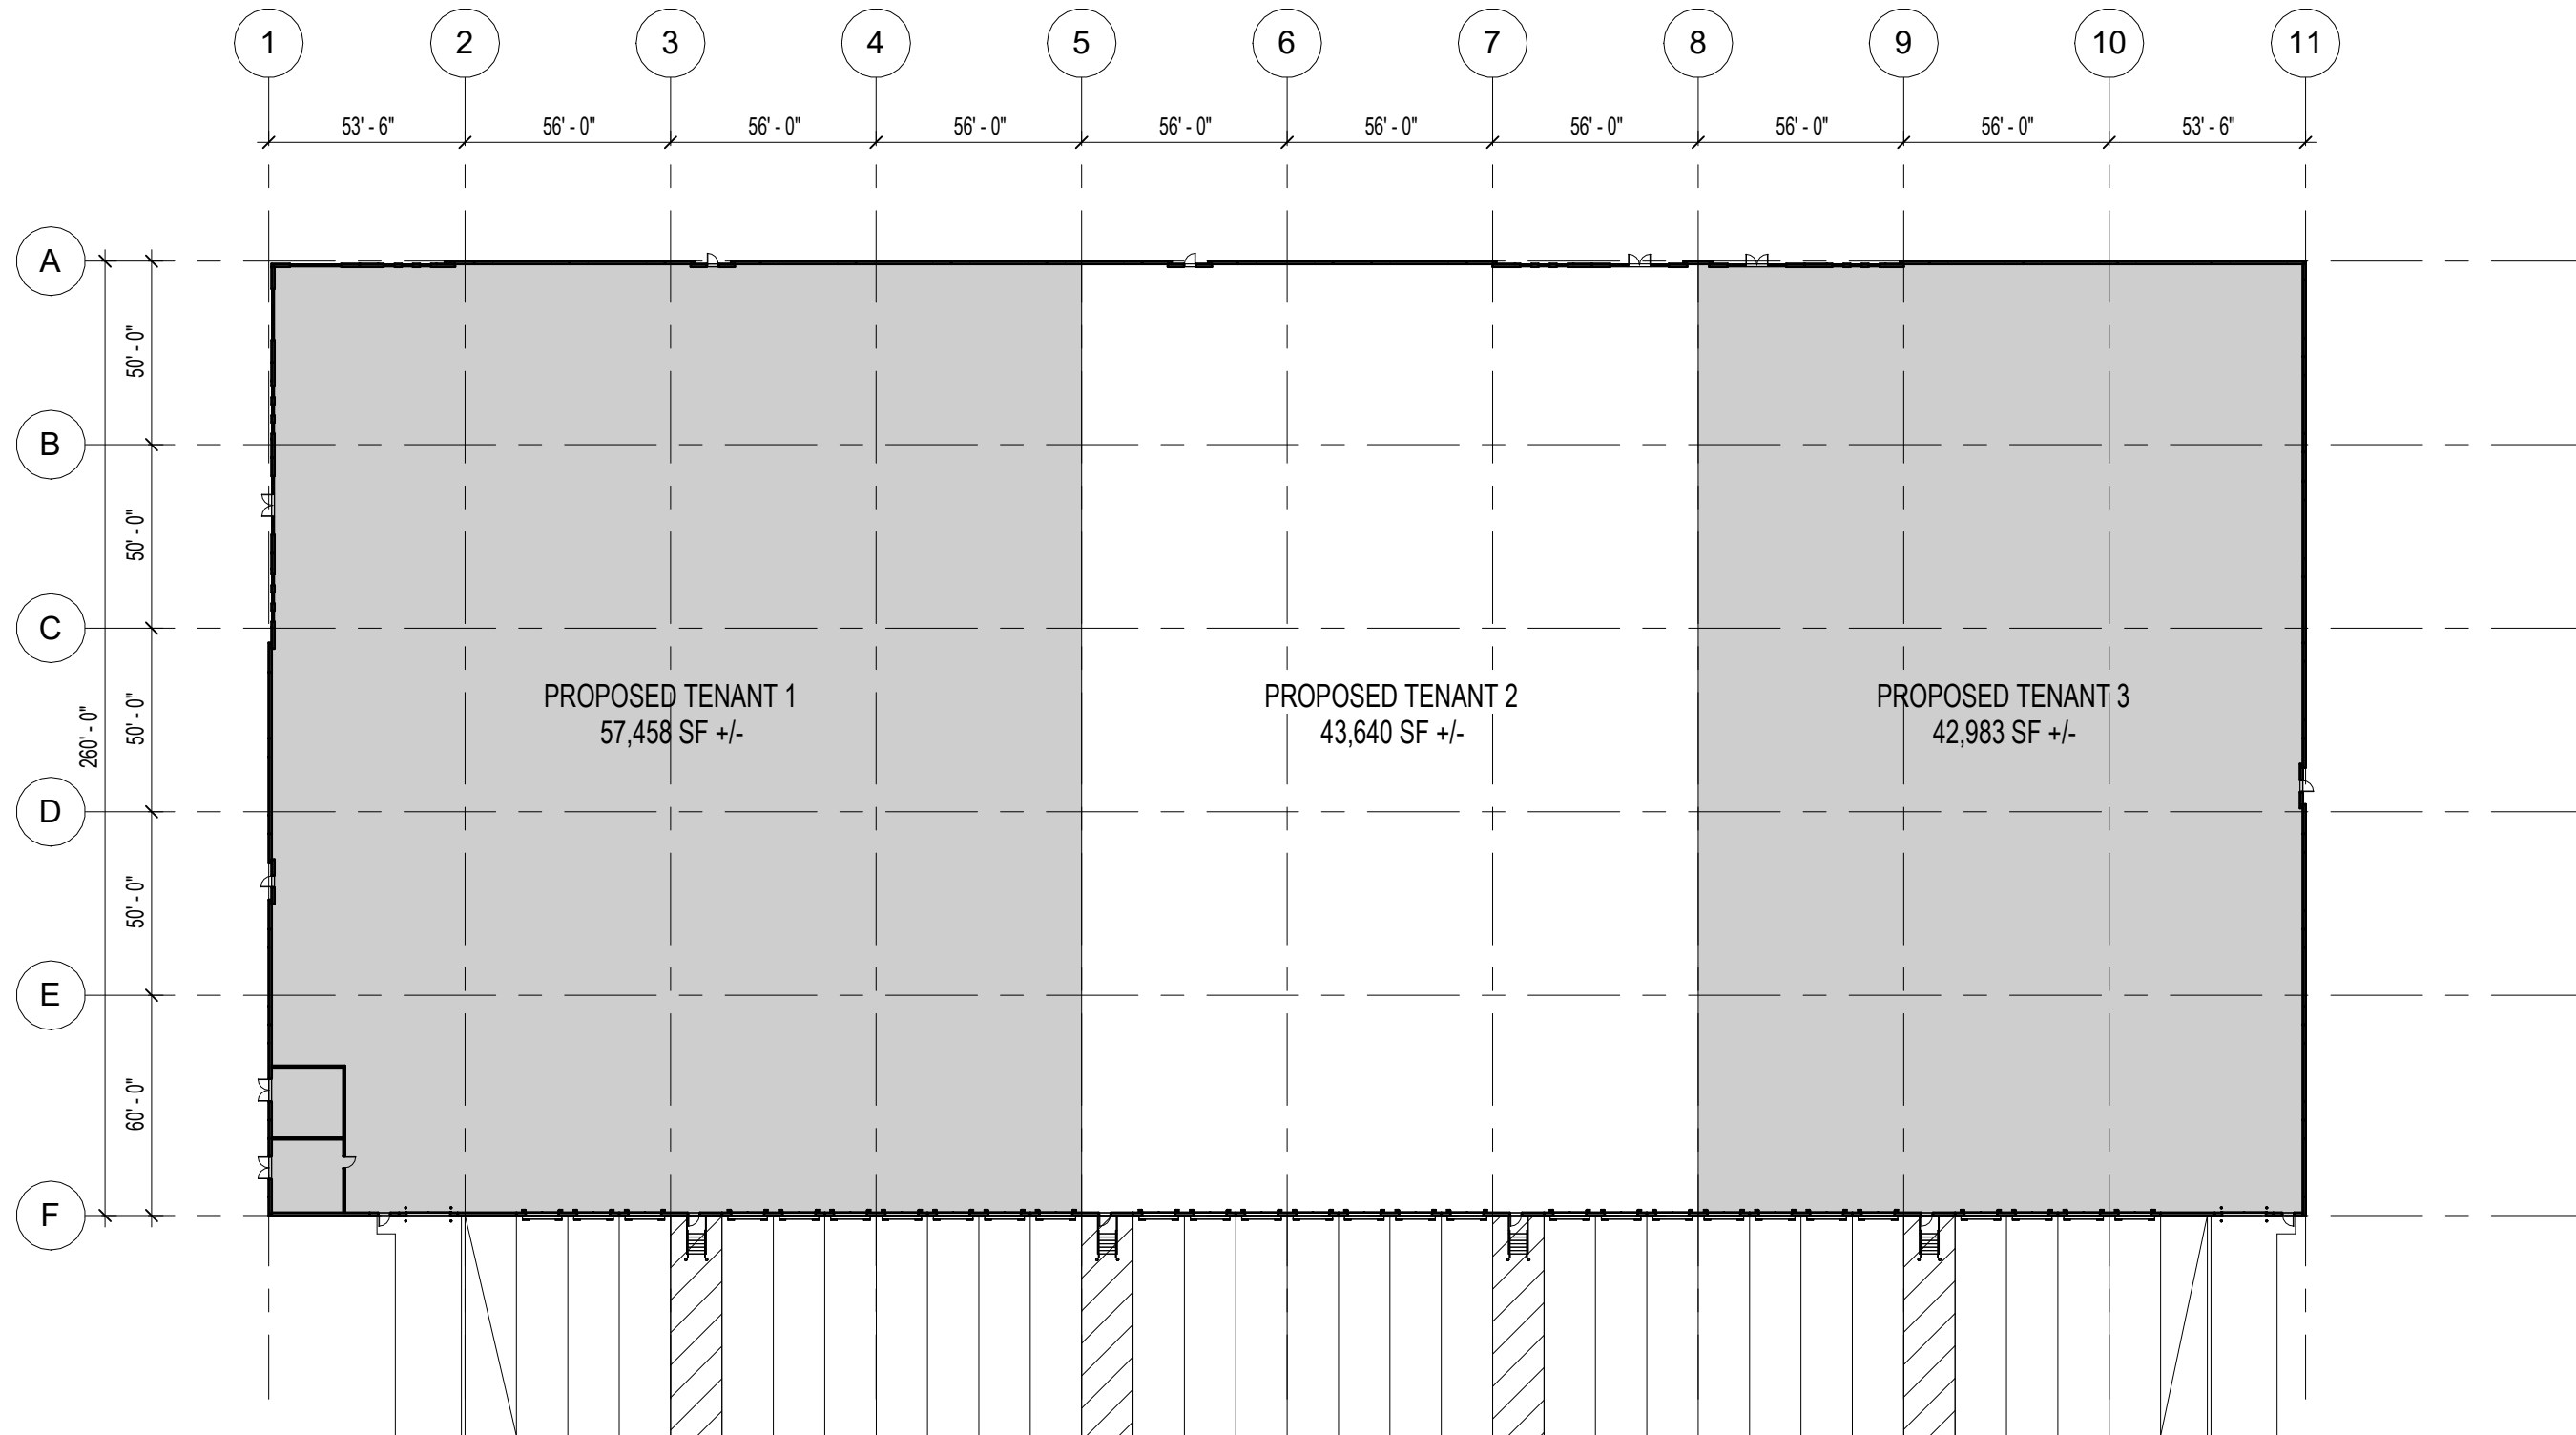 1 2 3 4 5 6 7 8 9 10 11
53' - 6" 56' - 0" 56' - 0" 56' - 0" 56' - 0" 56' - 0" 56' - 0" 56' - 0" 56' - 0" 53' - 6"
A
50' - 0"
B
50' - 0"
C
50' - 0"
260' - 0"
D
50' - 0"
E
60' - 0"
F
PROPOSED TENANT 1
57,458 SF +/-
PROPOSED TENANT 2
43,640 SF +/-
PROPOSED TENANT 3
42,983 SF +/-